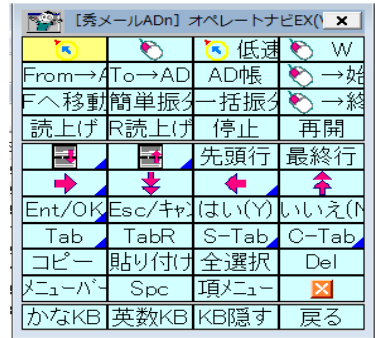 [秀メールADn] オペレートナビEX(
低速 W
From→ To→AD AD帳 →始
Fへ移動 簡単振 一括振 →終
読上げ R読上げ 停止 再開
先頭行 最終行
Ent/OK Esc/キャ はい(Y) いいえ(N
Tab TabR S-Tab C-Tab
コピー 貼り付け 全選択 Del
メニューバー Spc 項メニュー
かなKB 英数KB KB隠す 戻る